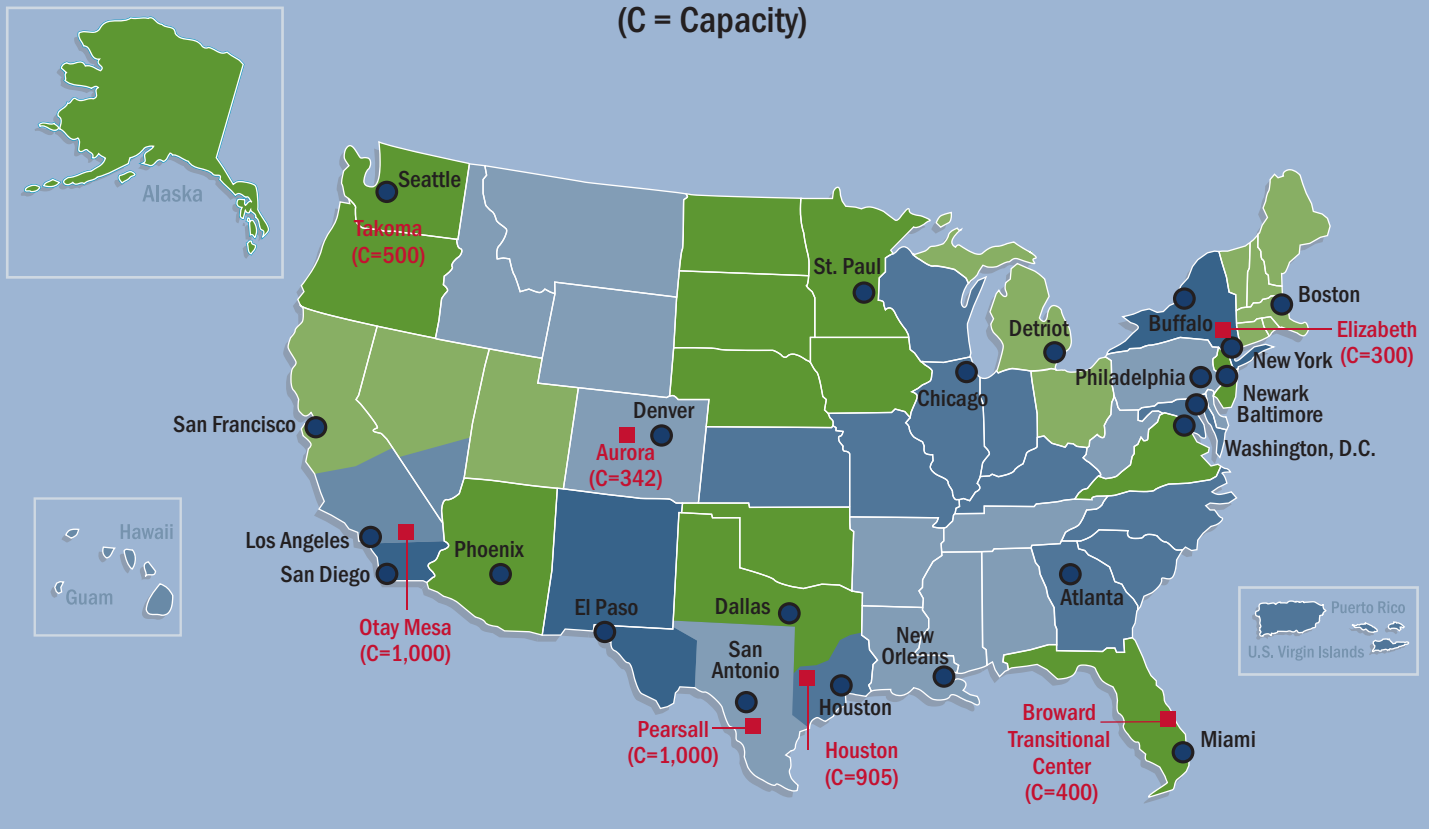 (C = Capacity)
Alaska
Seattle
Takoma
(C=500)
St. Paul
Detriot
Buffalo
Boston
Elizabeth
(C=300)
New York
Philadelphia
Newark
Baltimore
Washington, D.C.
Chicago
San Francisco
Denver
Aurora
(C=342)
Hawaii
Guam
Los Angeles
San Diego
Phoenix
Otay Mesa
(C=1,000)
El Paso
Dallas
San
Antonio
New
Orleans
Atlanta
Puerto Rico
U.S. Virgin Islands
Houston
Pearsall
(C=1,000)
Houston
(C=905)
Broward
Transitional
Center
(C=400)
Miami